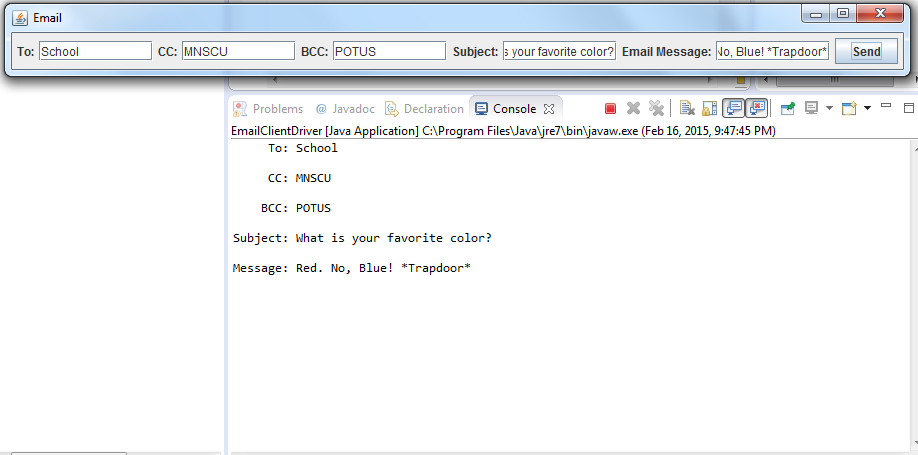 Email
To: School CC: MNSCU BCC: POTUS Subject: s your favorite color? Email Message: No, Blue! *Trapdoor* Send
Problems @ Javadoc Declaration Console
EmailClientDriver [Java Application] C:\Program Files\Java\jre7\bin\javaw.exe (Feb 16, 2015, 9:47:45 PM)
To: School
CC: MNSCU
BCC: POTUS
Subject: What is your favorite color?
Message: Red. No, Blue! *Trapdoor*